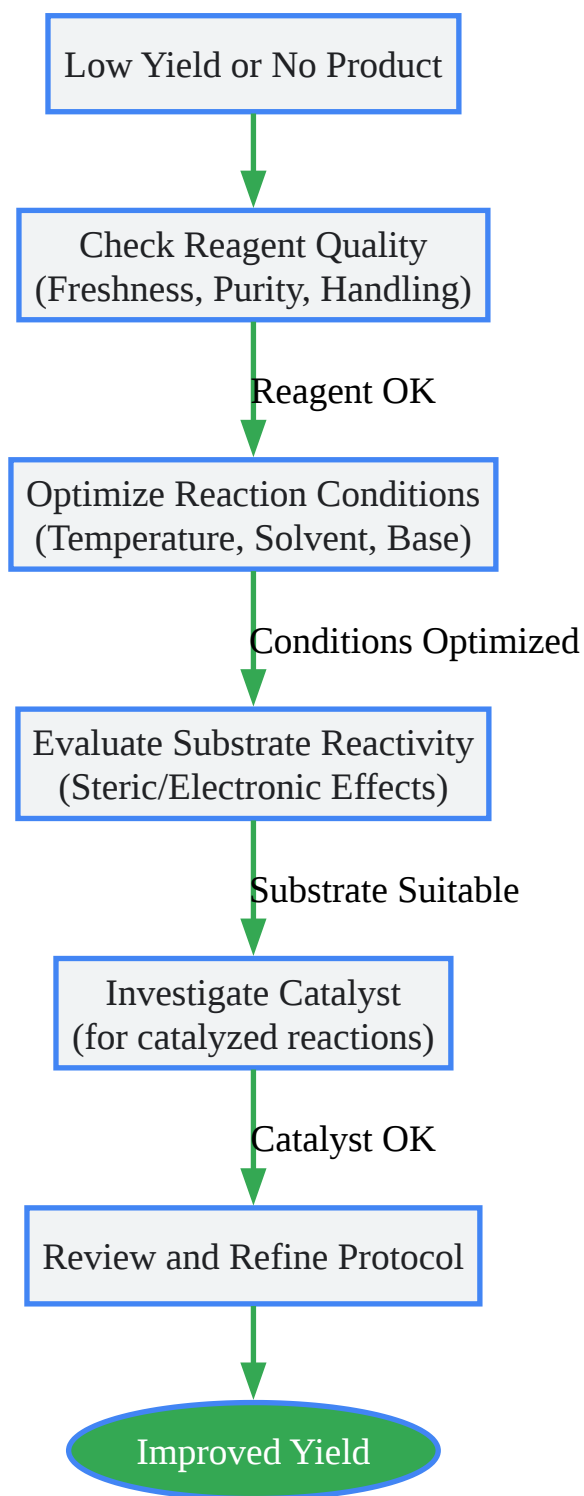 Low Yield or No Product
Check Reagent Quality
(Freshness, Purity, Handling)
Reagent OK
Optimize Reaction Conditions
(Temperature, Solvent, Base)
Conditions Optimized
Evaluate Substrate Reactivity
(Steric/Electronic Effects)
Substrate Suitable
Investigate Catalyst
(for catalyzed reactions)
Catalyst OK
Review and Refine Protocol
Improved Yield